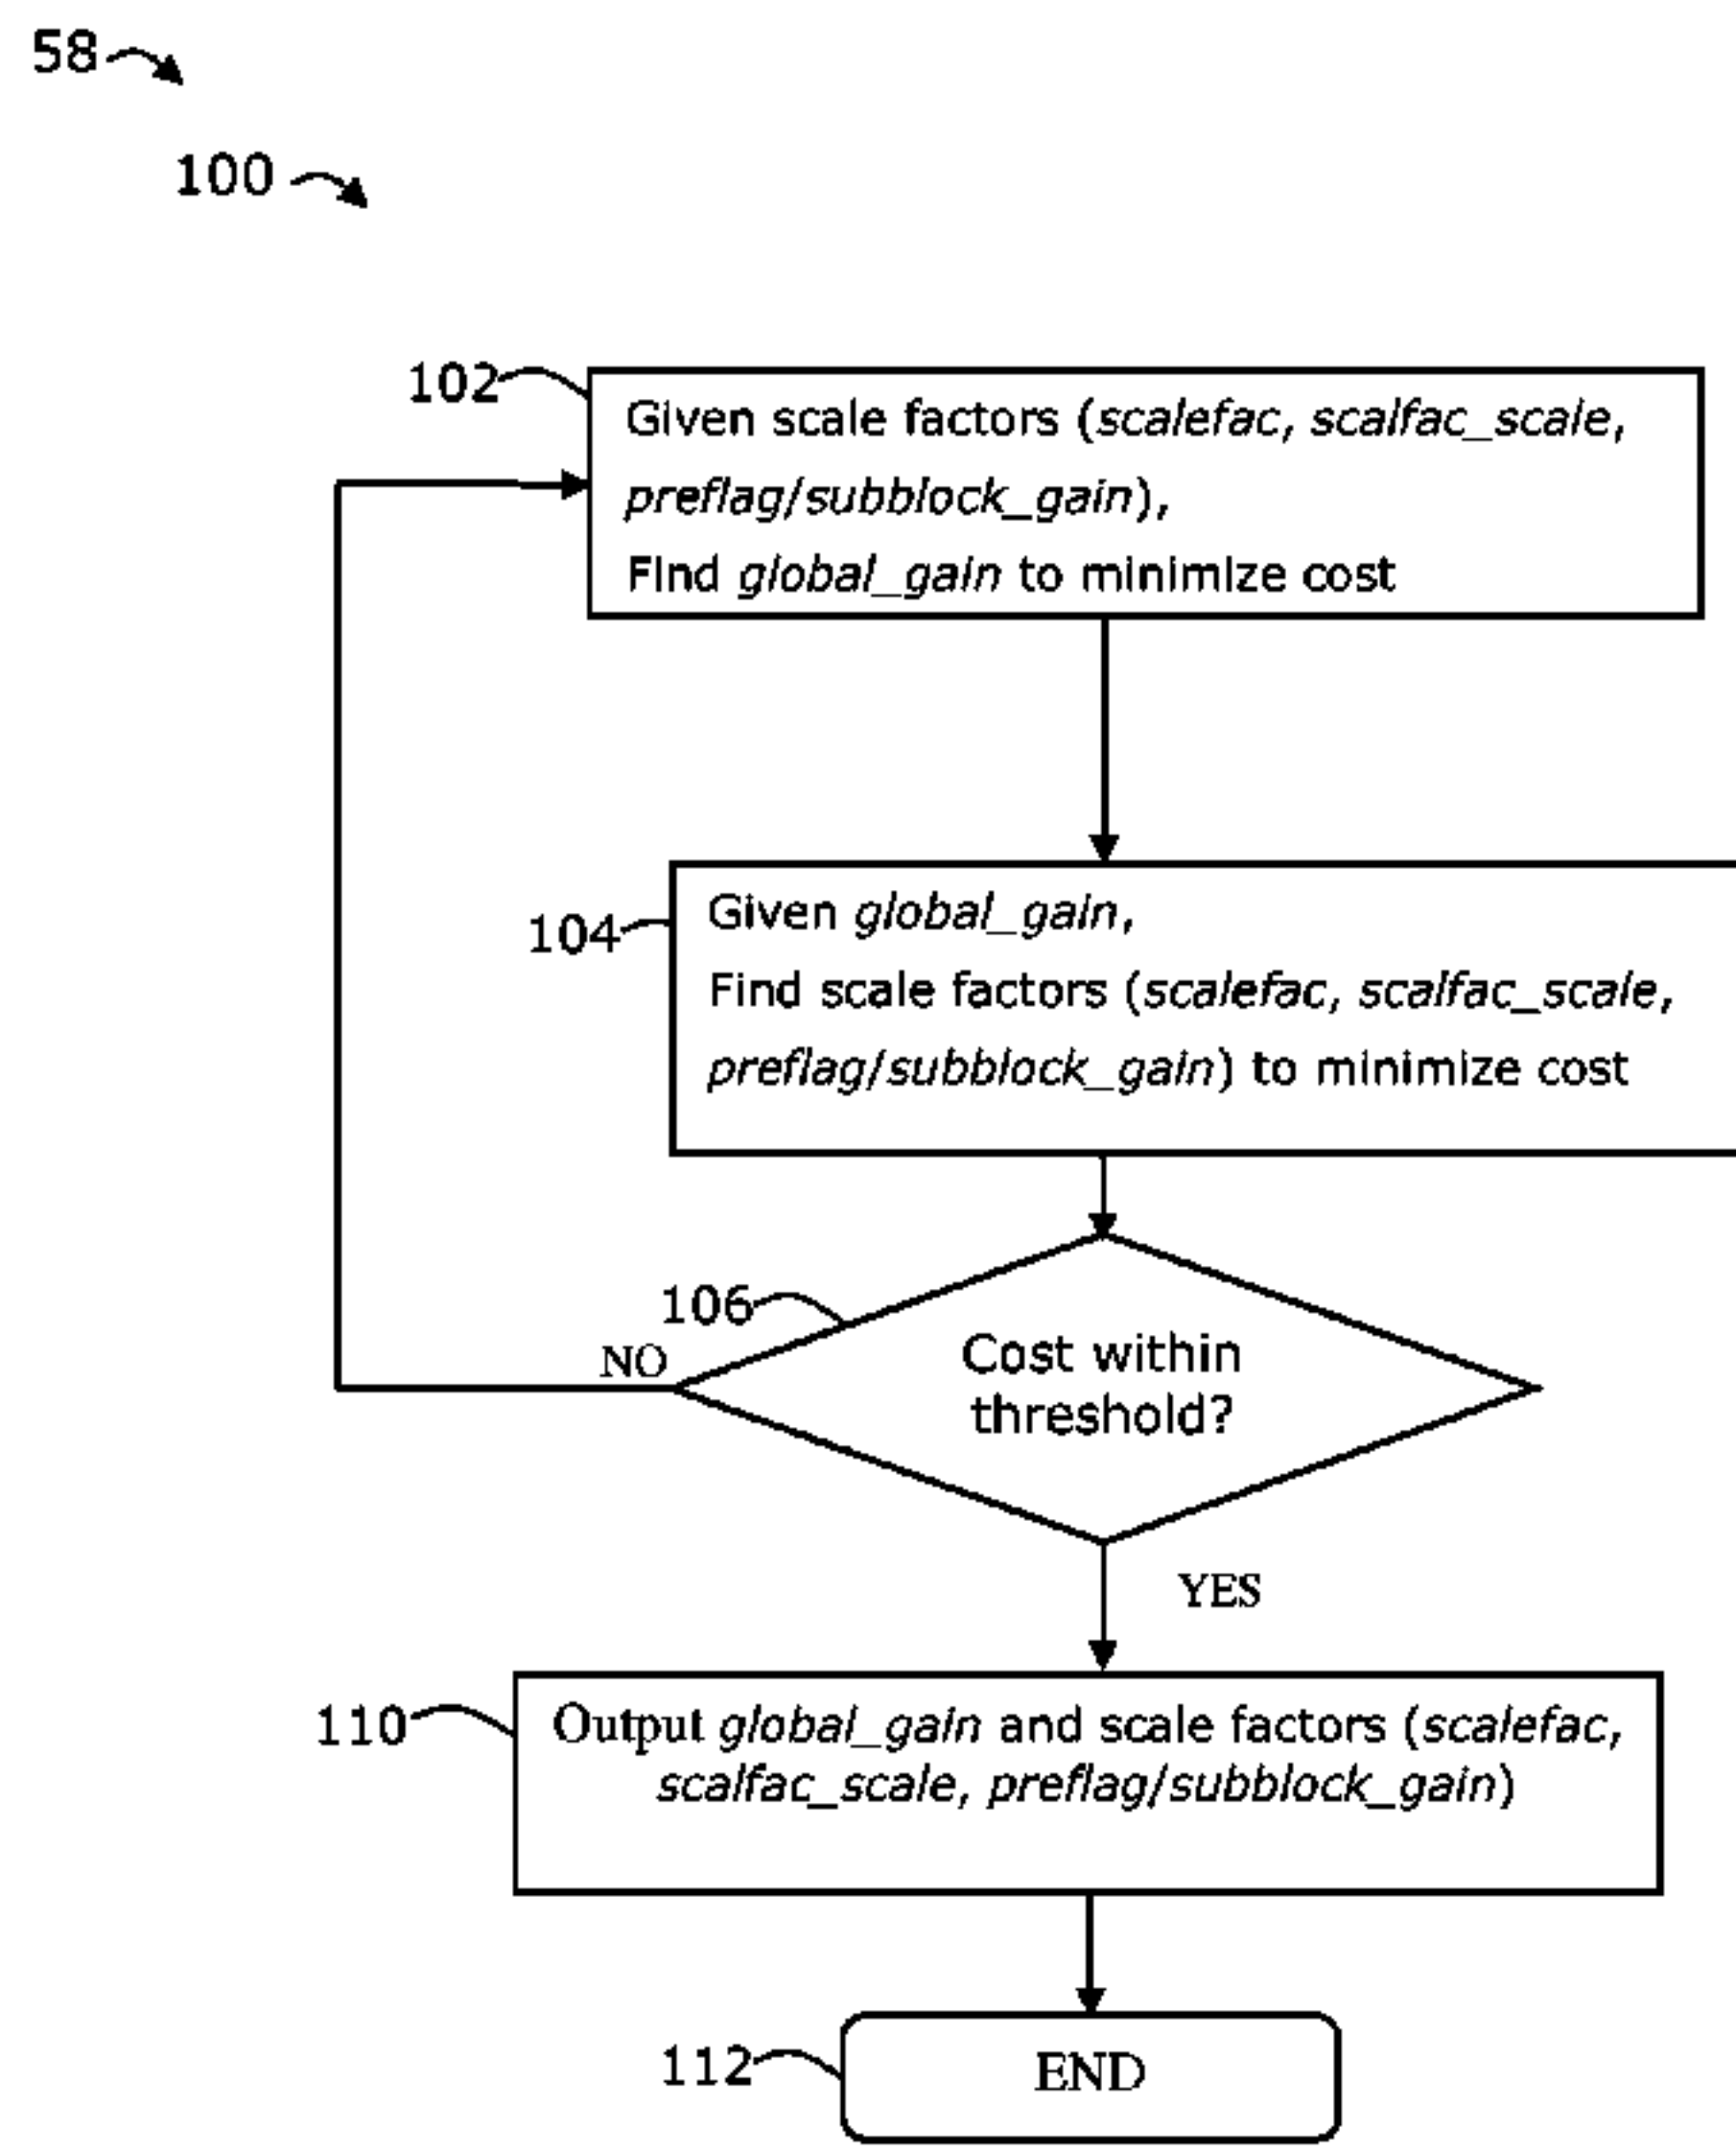 58
100
102
Given scale factors (scalefac, scalfac_scale,
preflag/subblock_gain),
Find global_gain to minimize cost
104
Given global_gain,
Find scale factors (scalefac, scalfac_scale,
preflag/subblock_gain) to minimize cost
106
NO
Cost within
threshold?
YES
110
Output global_gain and scale factors (scalefac,
scalfac_scale, preflag/subblock_gain)
112
END